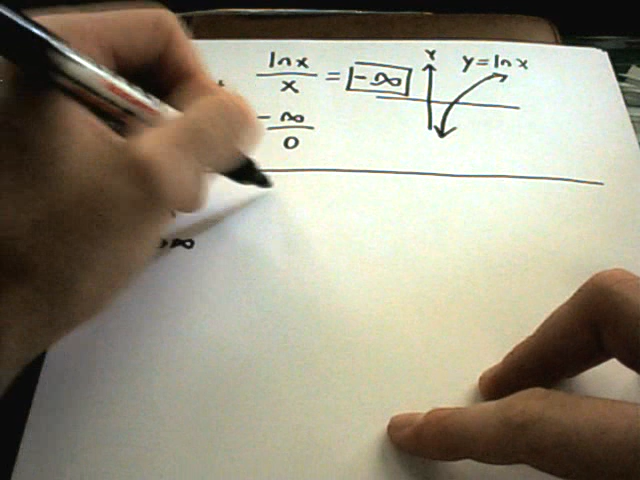 ln x / x = -∞
Y
y = ln x
-∞ / 0
→∞